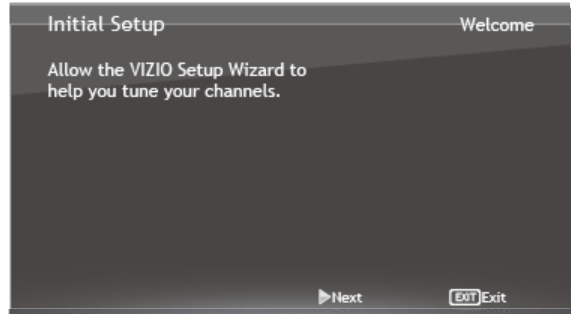 Initial Setup Welcome
Allow the VIZIO Setup Wizard to
help you tune your channels.
Next EXIT Exit